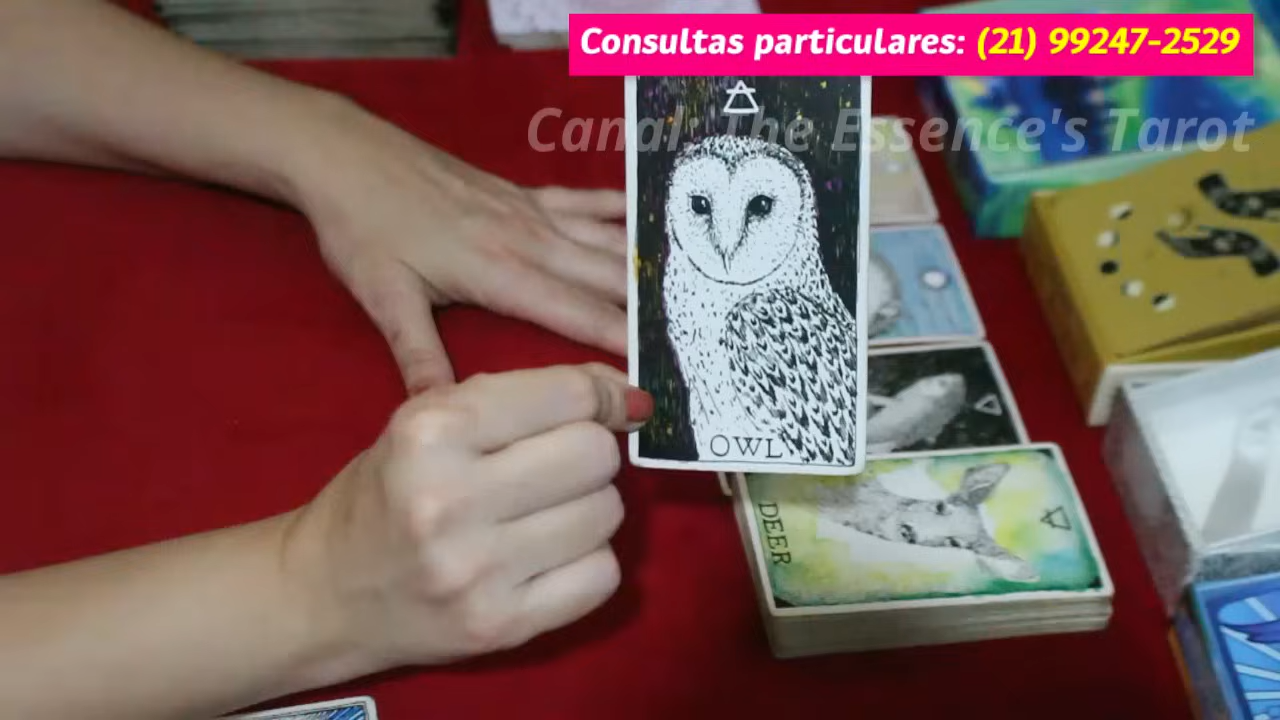 Consultas particulares: (21) 99247-2529
Canal: The Essence's Tarot
OWL
DEER